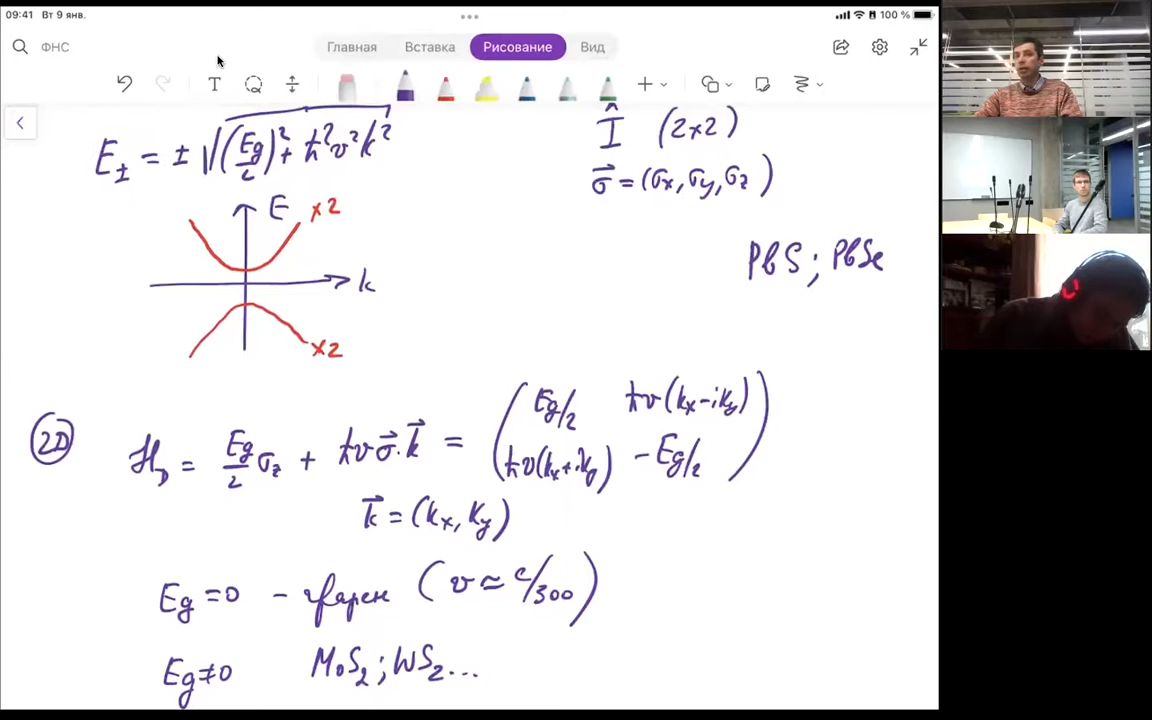 09:41 Вт 9 янв.
100 %
ФНС
Главная Вставка Рисование Вид
E± = ± √((Eg/2)² + ħ²v²k²)
Î (2×2)
σ⃗ = (σx, σy, σz)
E ×2
k
×2
PbS; PbSe
2D
ℋD = Eg/2 σz + ħv σ⃗·k⃗ = ( Eg/2 ħv(kx−iky)
ħv(kx+iky) −Eg/2 )
k⃗ = (kx, ky)
Eg = 0 – графен (v ≃ c/300)
Eg ≠ 0 MoS₂; WS₂...